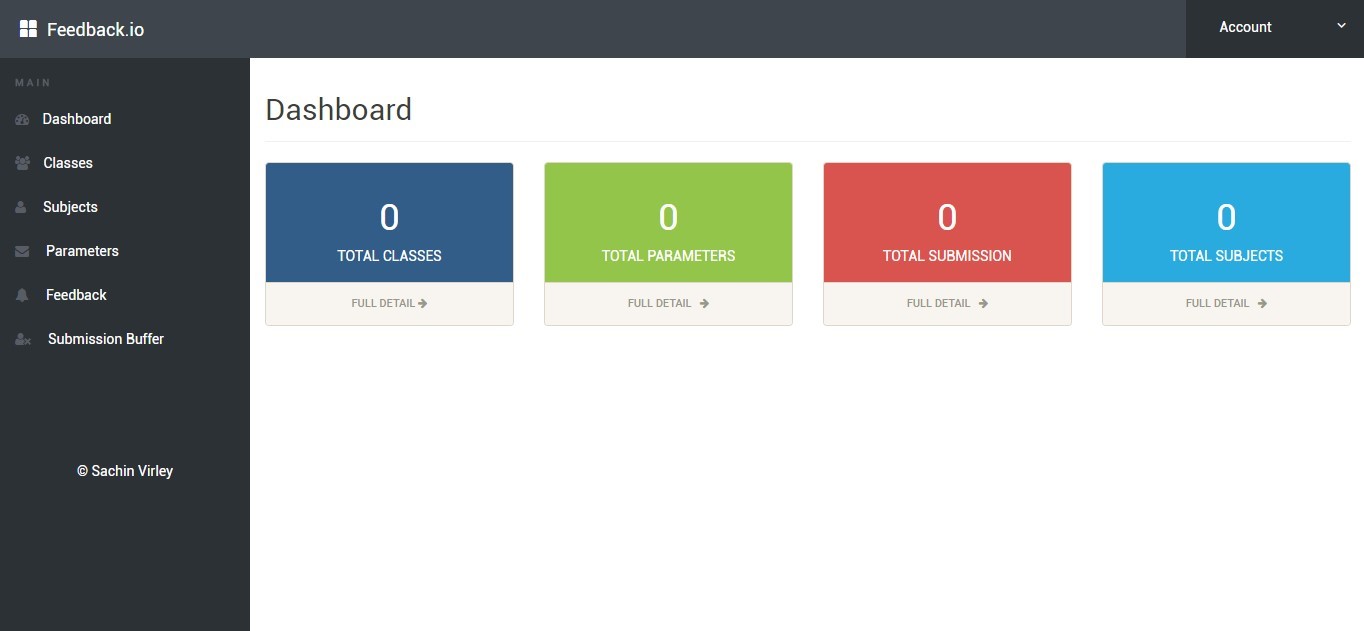 Feedback.io
Account
MAIN
Dashboard
Classes
Subjects
Parameters
Feedback
Submission Buffer
© Sachin Virley
Dashboard
0
TOTAL CLASSES
FULL DETAIL
0
TOTAL PARAMETERS
FULL DETAIL
0
TOTAL SUBMISSION
FULL DETAIL
0
TOTAL SUBJECTS
FULL DETAIL